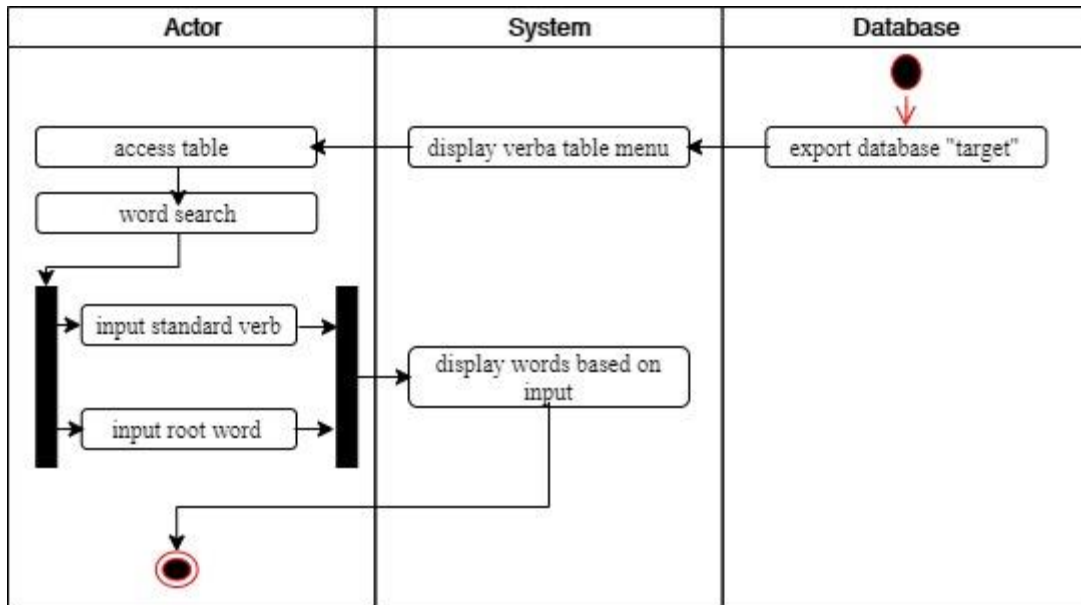 Actor
System
Database
access table
display verba table menu
export database "target"
word search
input standard verb
display words based on
input
input root word